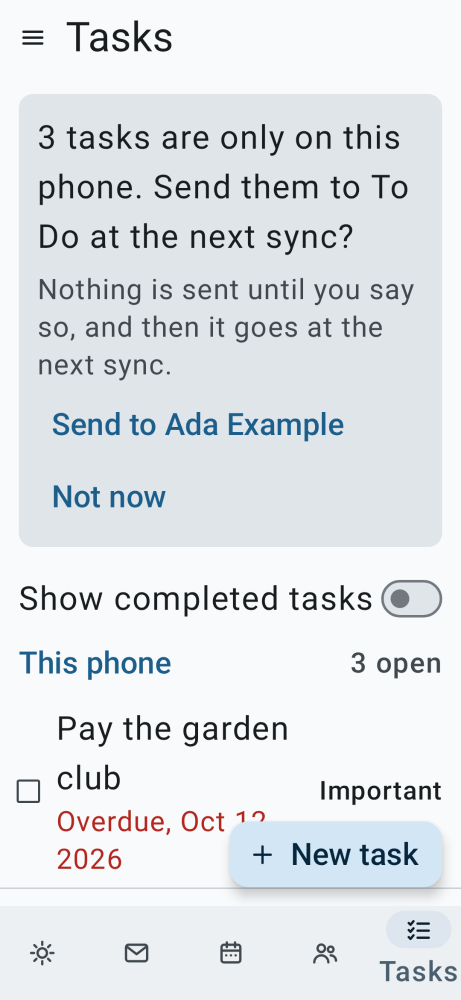 Tasks
3 tasks are only on this
phone. Send them to To
Do at the next sync?
Nothing is sent until you say
so, and then it goes at the
next sync.
Send to Ada Example
Not now
Show completed tasks
This phone
3 open
Pay the garden
club
Important
Overdue, Oct 12
2026
+ New task
Tasks